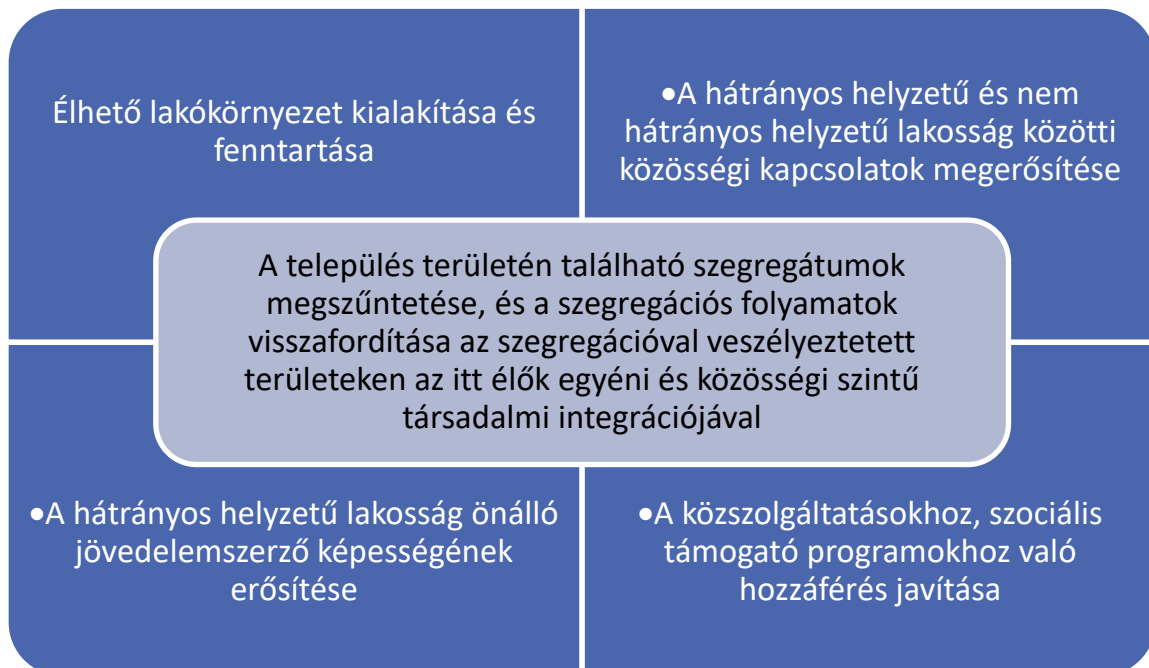 Élhető lakókörnyezet kialakítása és
fenntartása
•A hátrányos helyzetű és nem
hátrányos helyzetű lakosság közötti
közösségi kapcsolatok megerősítése
A település területén található szegregátumok
megszűntetése, és a szegregációs folyamatok
visszafordítása az szegregációval veszélyeztetett
területeken az itt élők egyéni és közösségi szintű
társadalmi integrációjával
•A hátrányos helyzetű lakosság önálló
jövedelemszerző képességének
erősítése
•A közszolgáltatásokhoz, szociális
támogató programokhoz való
hozzáférés javítása